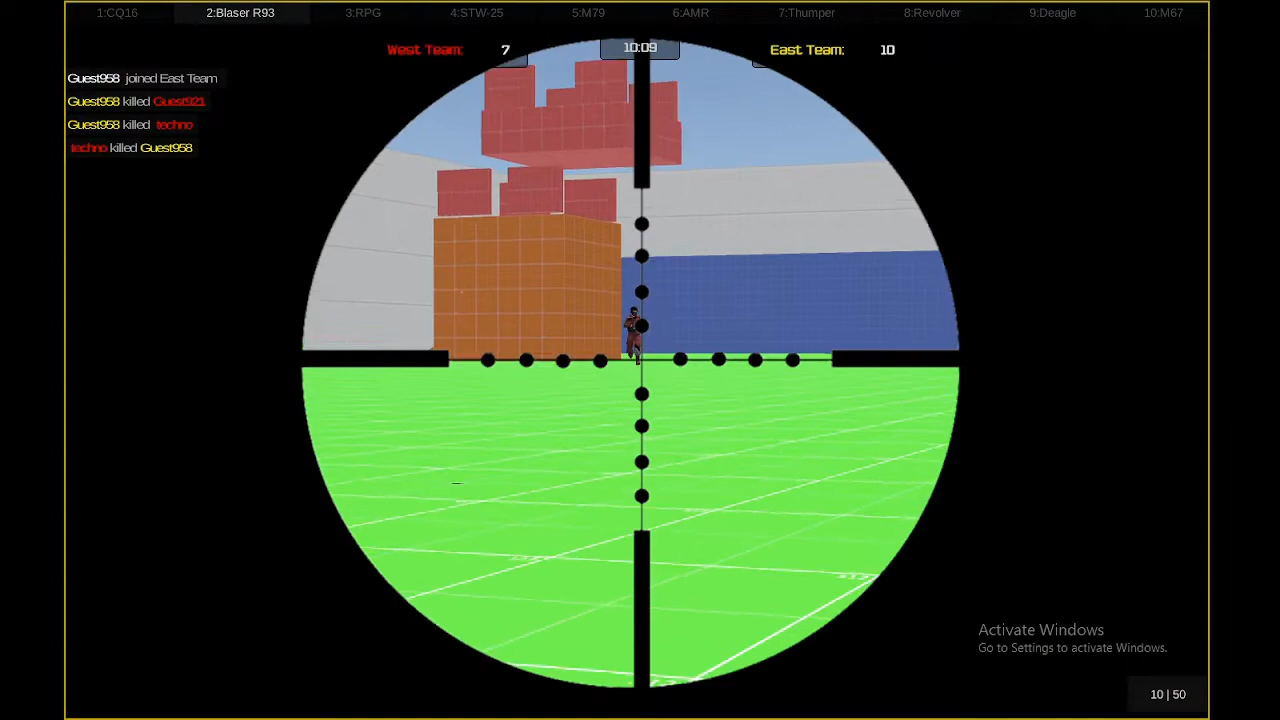 1:CQ16 2:Blaser R93 3:RPG 4:STW-25 5:M79 6:AMR 7:Thumper 8:Revolver 9:Deagle 10:M67
West Team: 7 10:09 East Team: 10
Guest958 joined East Team
Guest958 killed Guest921
Guest958 killed techno
techno killed Guest958
Activate Windows
Go to Settings to activate Windows.
10 | 50